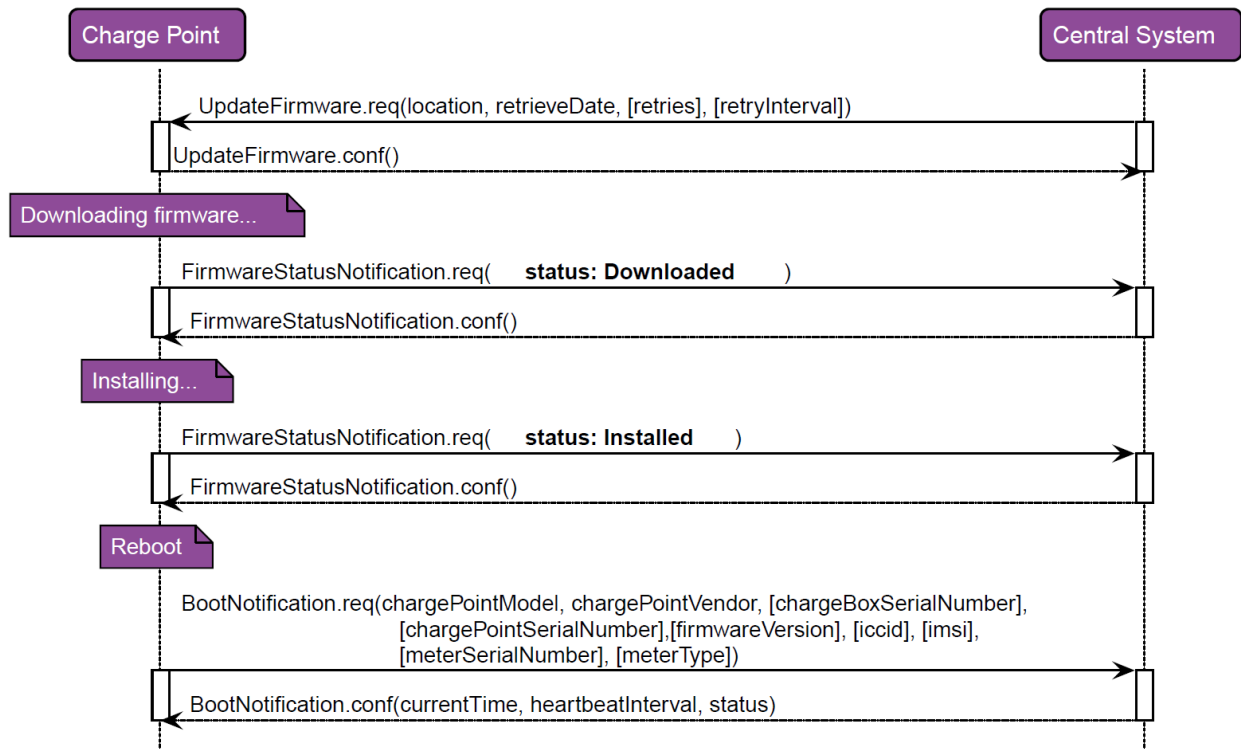 Charge Point
Central System
UpdateFirmware.req(location, retrieveDate, [retries], [retryInterval])
UpdateFirmware.conf()
Downloading firmware...
FirmwareStatusNotification.req( status: Downloaded )
FirmwareStatusNotification.conf()
Installing...
FirmwareStatusNotification.req( status: Installed )
FirmwareStatusNotification.conf()
Reboot
BootNotification.req(chargePointModel, chargePointVendor, [chargeBoxSerialNumber],
[chargePointSerialNumber],[firmwareVersion], [iccid], [imsi],
[meterSerialNumber], [meterType])
BootNotification.conf(currentTime, heartbeatInterval, status)